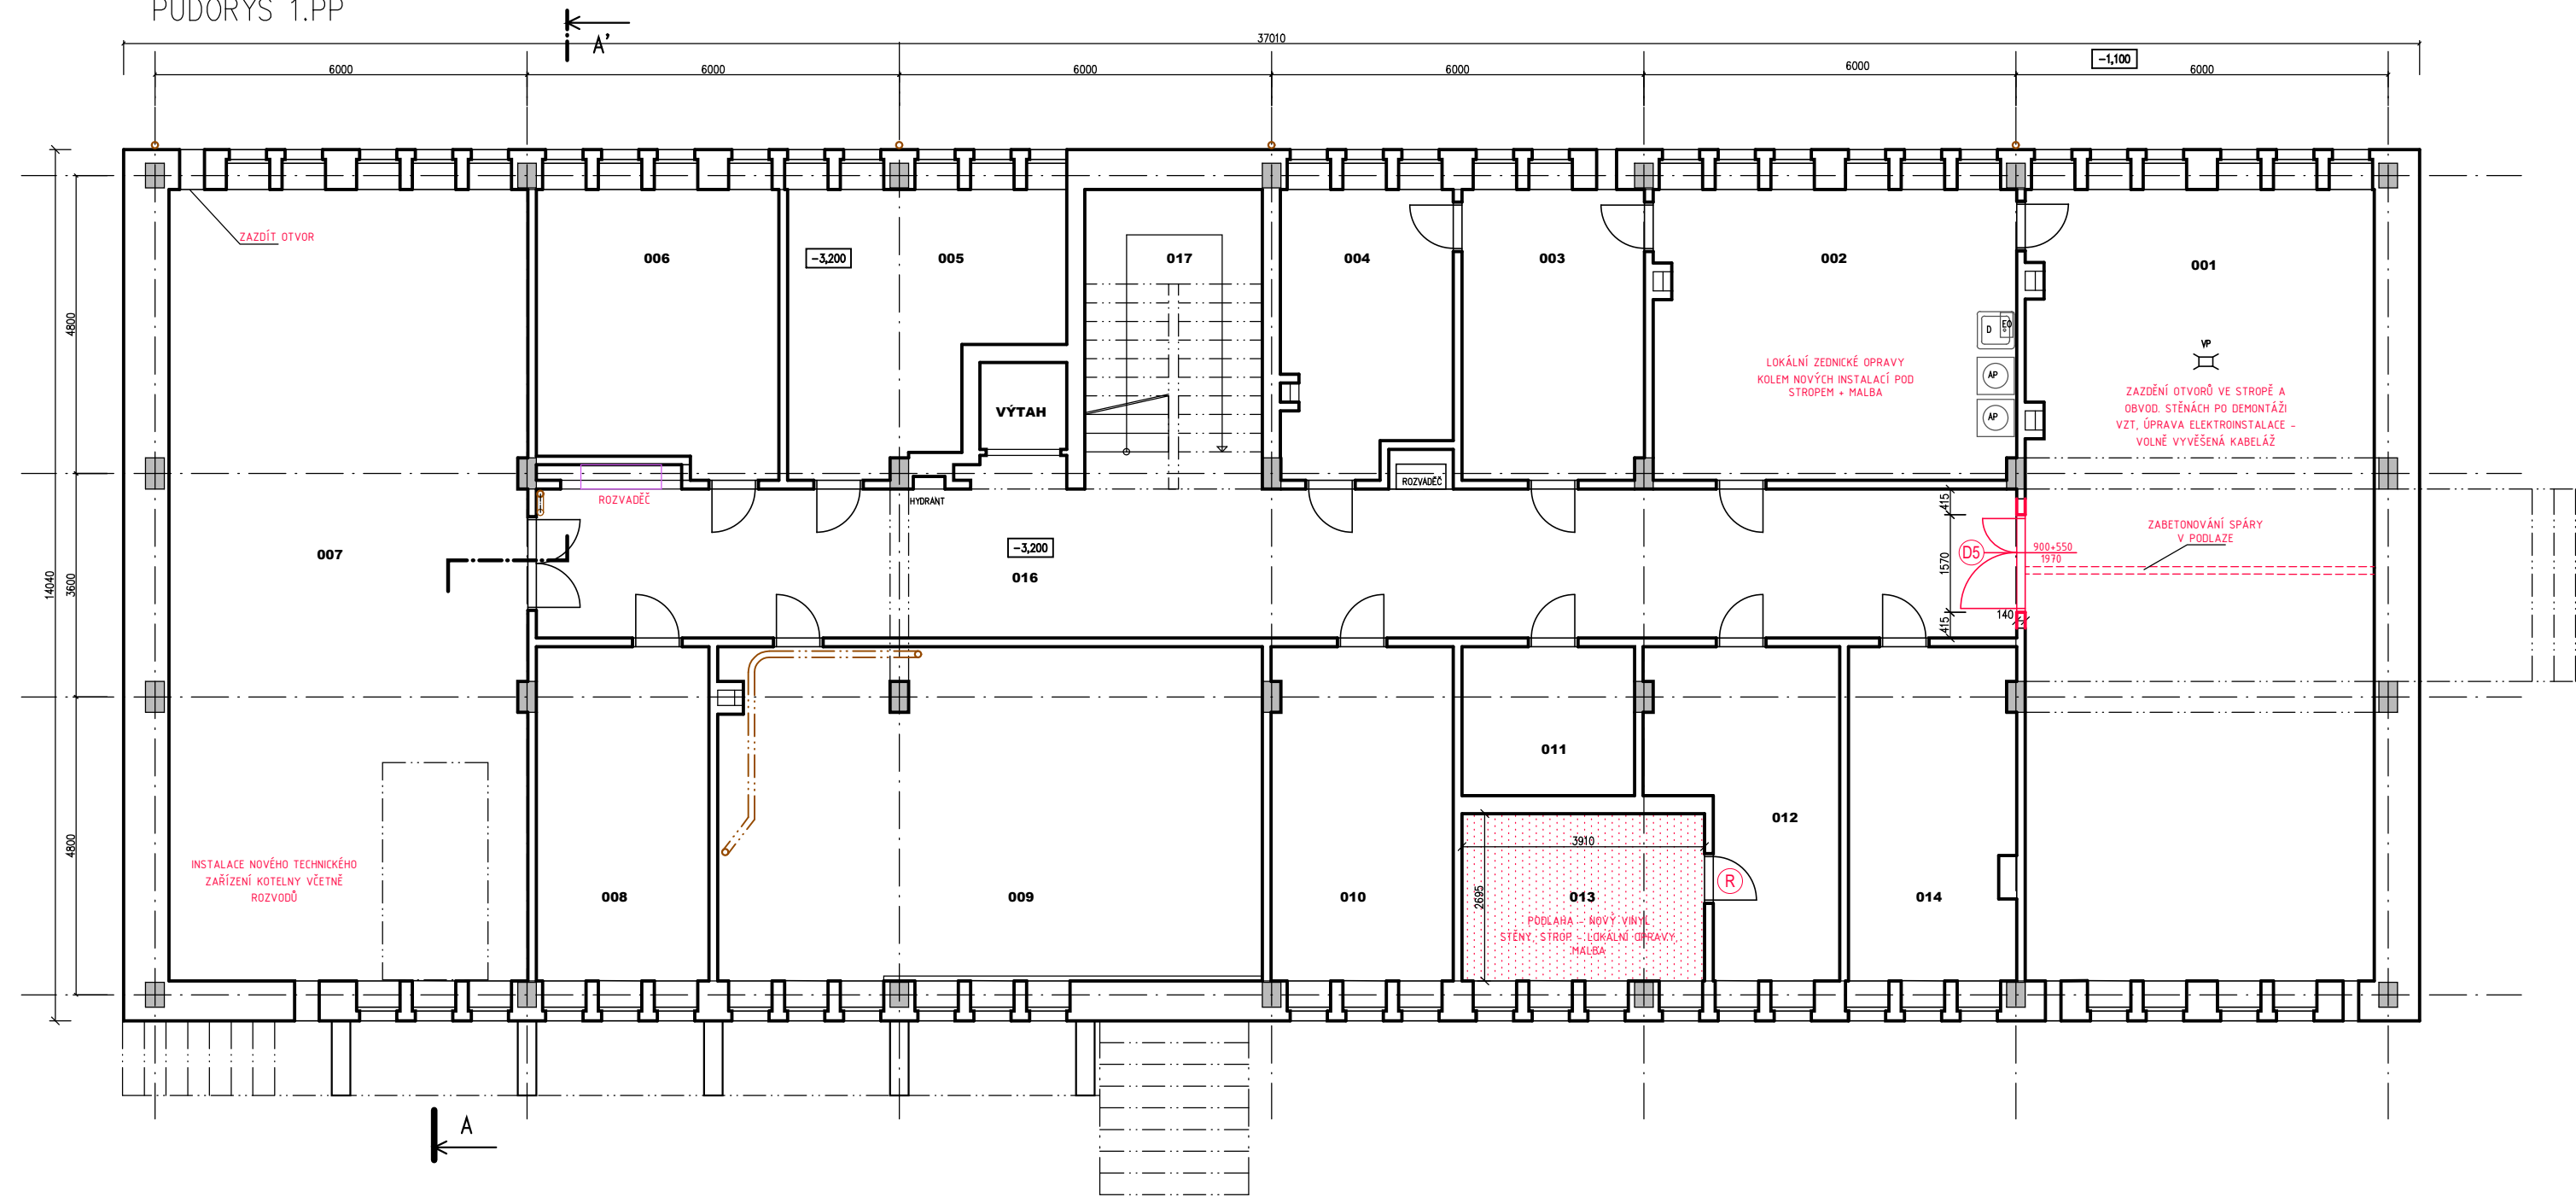 PŮDORYS 1.PP
A'
37010
-1,100
6000
6000
6000
6000
6000
6000
ZAZDÍT OTVOR
006
-3,200
005
017
004
003
002
001
4800
D
EO
VP
LOKÁLNÍ ZEDNICKÉ OPRAVY
KOLEM NOVÝCH INSTALACÍ POD
STROPEM + MALBA
AP
AP
ZAZDĚNÍ OTVORŮ VE STROPĚ A
OBVOD. STĚNÁCH PO DEMONTÁŽI
VZT, ÚPRAVA ELEKTROINSTALACE -
VOLNĚ VYVĚŠENÁ KABELÁŽ
VÝTAH
ROZVADĚČ
HYDRANT
ROZVADĚČ
415
ZABETONOVÁNÍ SPÁRY
V PODLAZE
007
-3,200
016
D5
900+550
1970
1570
14040
3600
140
415
011
012
4800
INSTALACE NOVÉHO TECHNICKÉHO
ZAŘÍZENÍ KOTELNY VČETNĚ
ROZVODŮ
3910
2695
R
008
009
010
013
014
PODLAHA - NOVÝ VINYL
STĚNY, STROP - LOKÁLNÍ OPRAVY,
MALBA
A